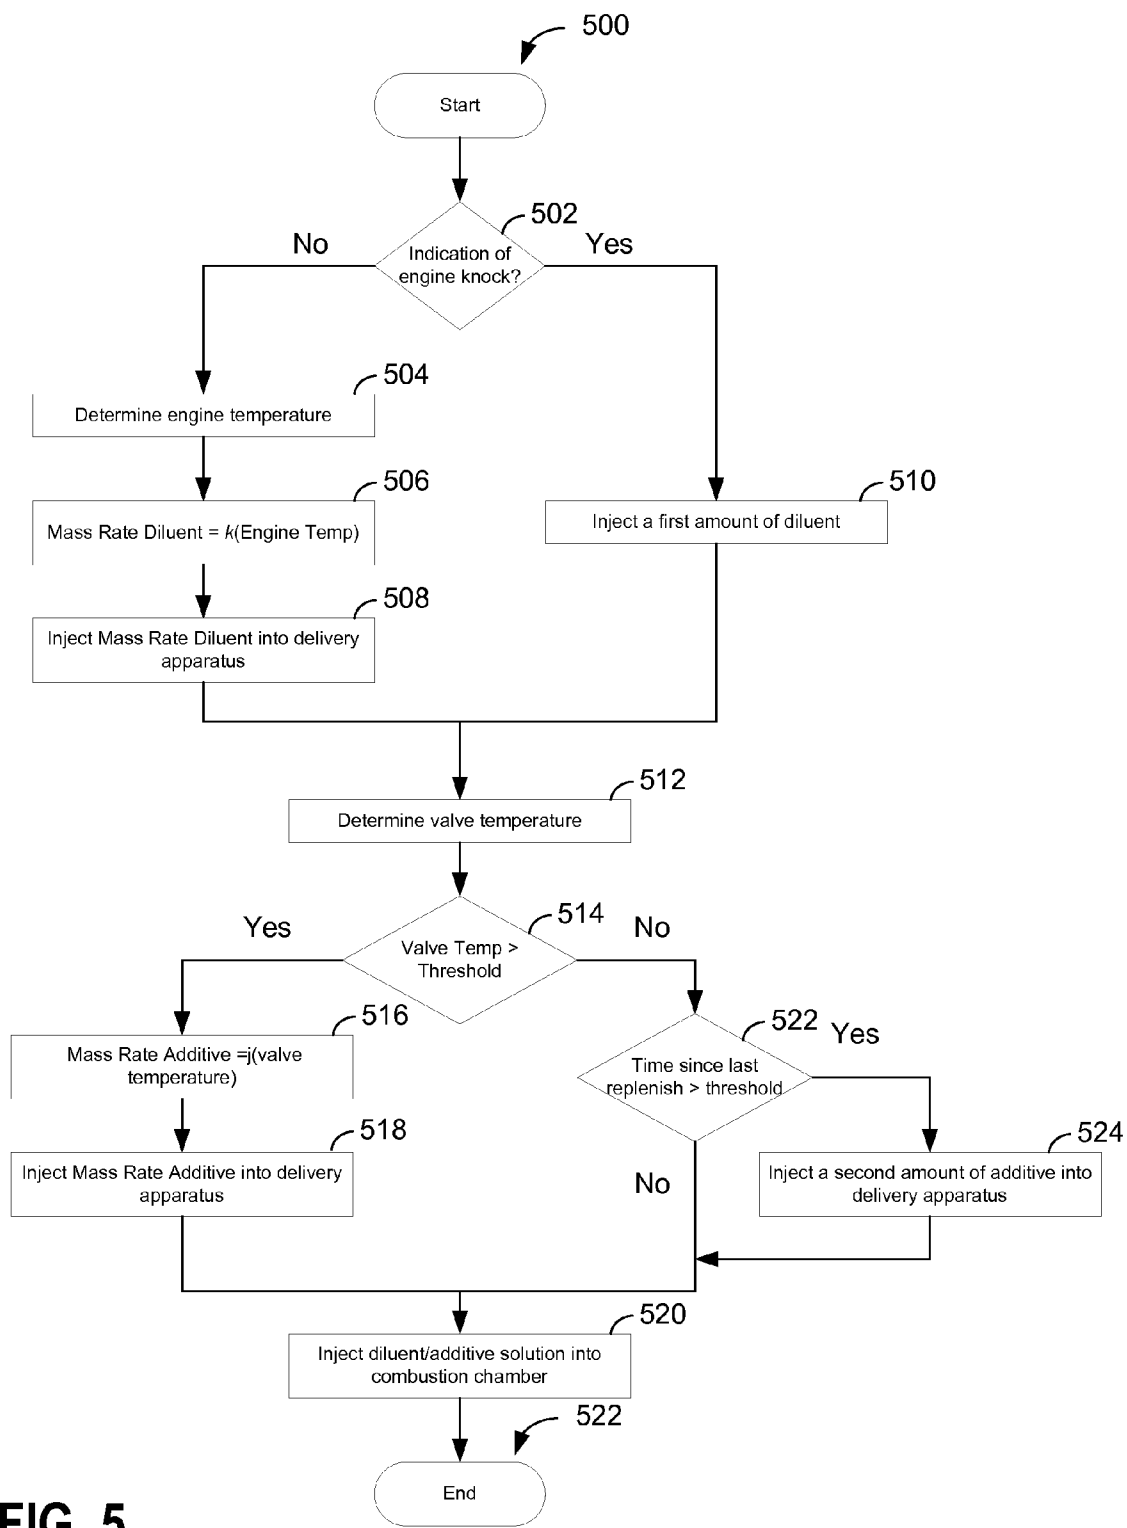 500
Start
502
No
Yes
Indication of
engine knock?
504
Determine engine temperature
506
Mass Rate Diluent = k(Engine Temp)
510
Inject a first amount of diluent
508
Inject Mass Rate Diluent into delivery
apparatus
512
Determine valve temperature
514
Yes
No
Valve Temp >
Threshold
516
Mass Rate Additive =j(valve
temperature)
522
Yes
Time since last
replenish > threshold
518
Inject Mass Rate Additive into delivery
apparatus
No
524
Inject a second amount of additive into
delivery apparatus
520
Inject diluent/additive solution into
combustion chamber
522
End
FIG. 5